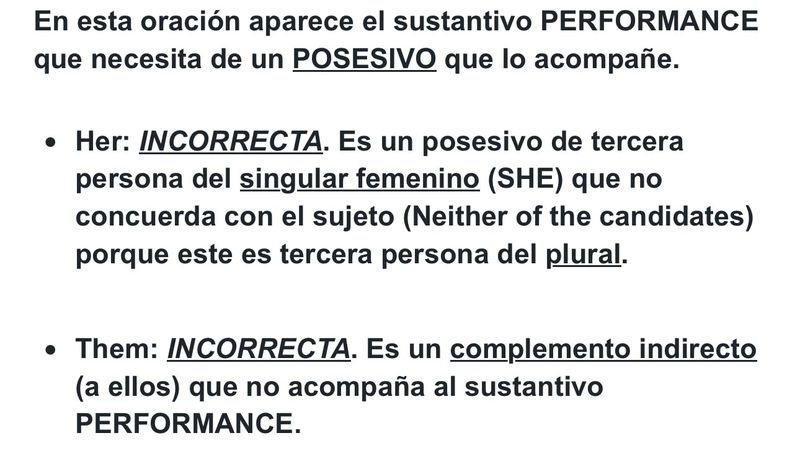 En esta oración aparece el sustantivo PERFORMANCE
que necesita de un POSESIVO que lo acompañe.
• Her: INCORRECTA. Es un posesivo de tercera
persona del singular femenino (SHE) que no
concuerda con el sujeto (Neither of the candidates)
porque este es tercera persona del plural.
• Them: INCORRECTA. Es un complemento indirecto
(a ellos) que no acompaña al sustantivo
PERFORMANCE.